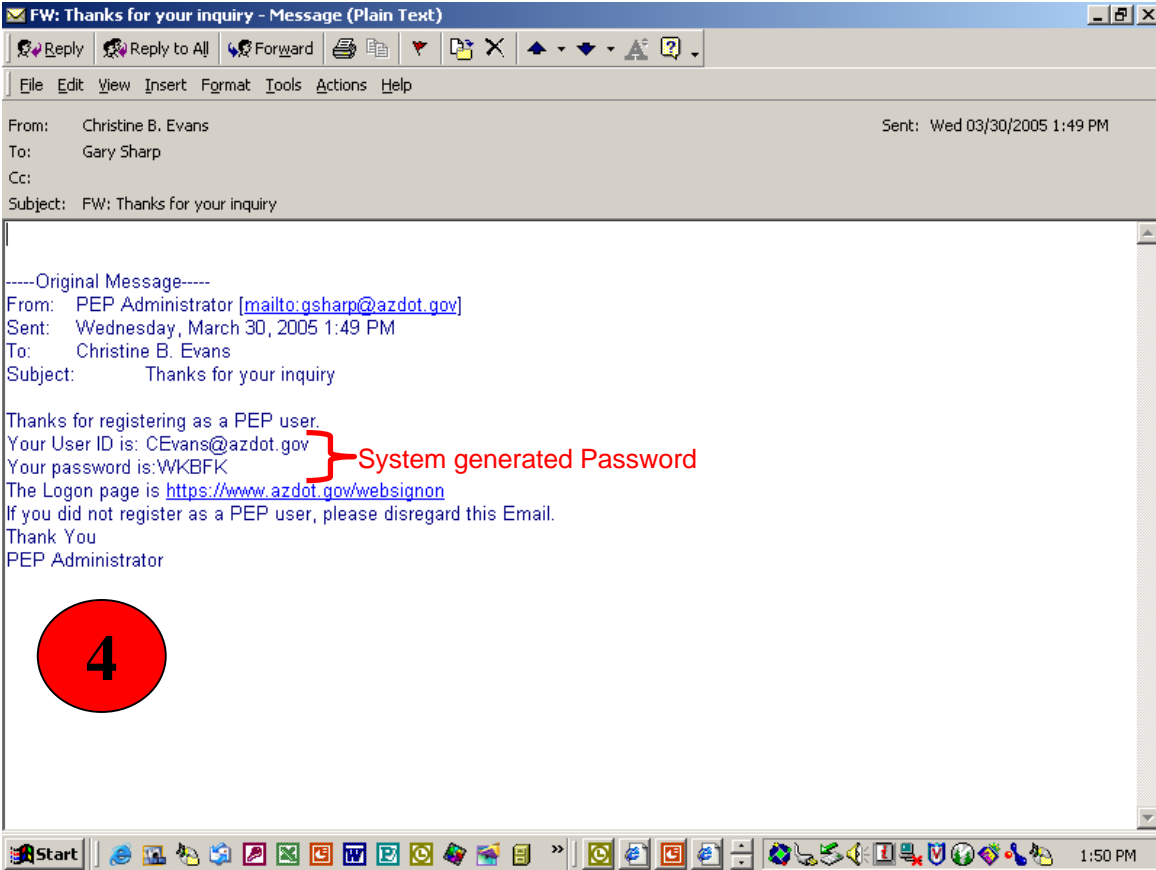 FW: Thanks for your inquiry - Message (Plain Text)
Reply Reply to All Forward
File Edit View Insert Format Tools Actions Help
From: Christine B. Evans Sent: Wed 03/30/2005 1:49 PM
To: Gary Sharp
Cc:
Subject: FW: Thanks for your inquiry
-----Original Message-----
From: PEP Administrator [mailto:gsharp@azdot.gov]
Sent: Wednesday, March 30, 2005 1:49 PM
To: Christine B. Evans
Subject: Thanks for your inquiry
Thanks for registering as a PEP user.
Your User ID is: CEvans@azdot.gov
Your password is:WKBFK
System generated Password
The Logon page is https://www.azdot.gov/websignon
If you did not register as a PEP user, please disregard this Email.
Thank You
PEP Administrator
4
Start 1:50 PM